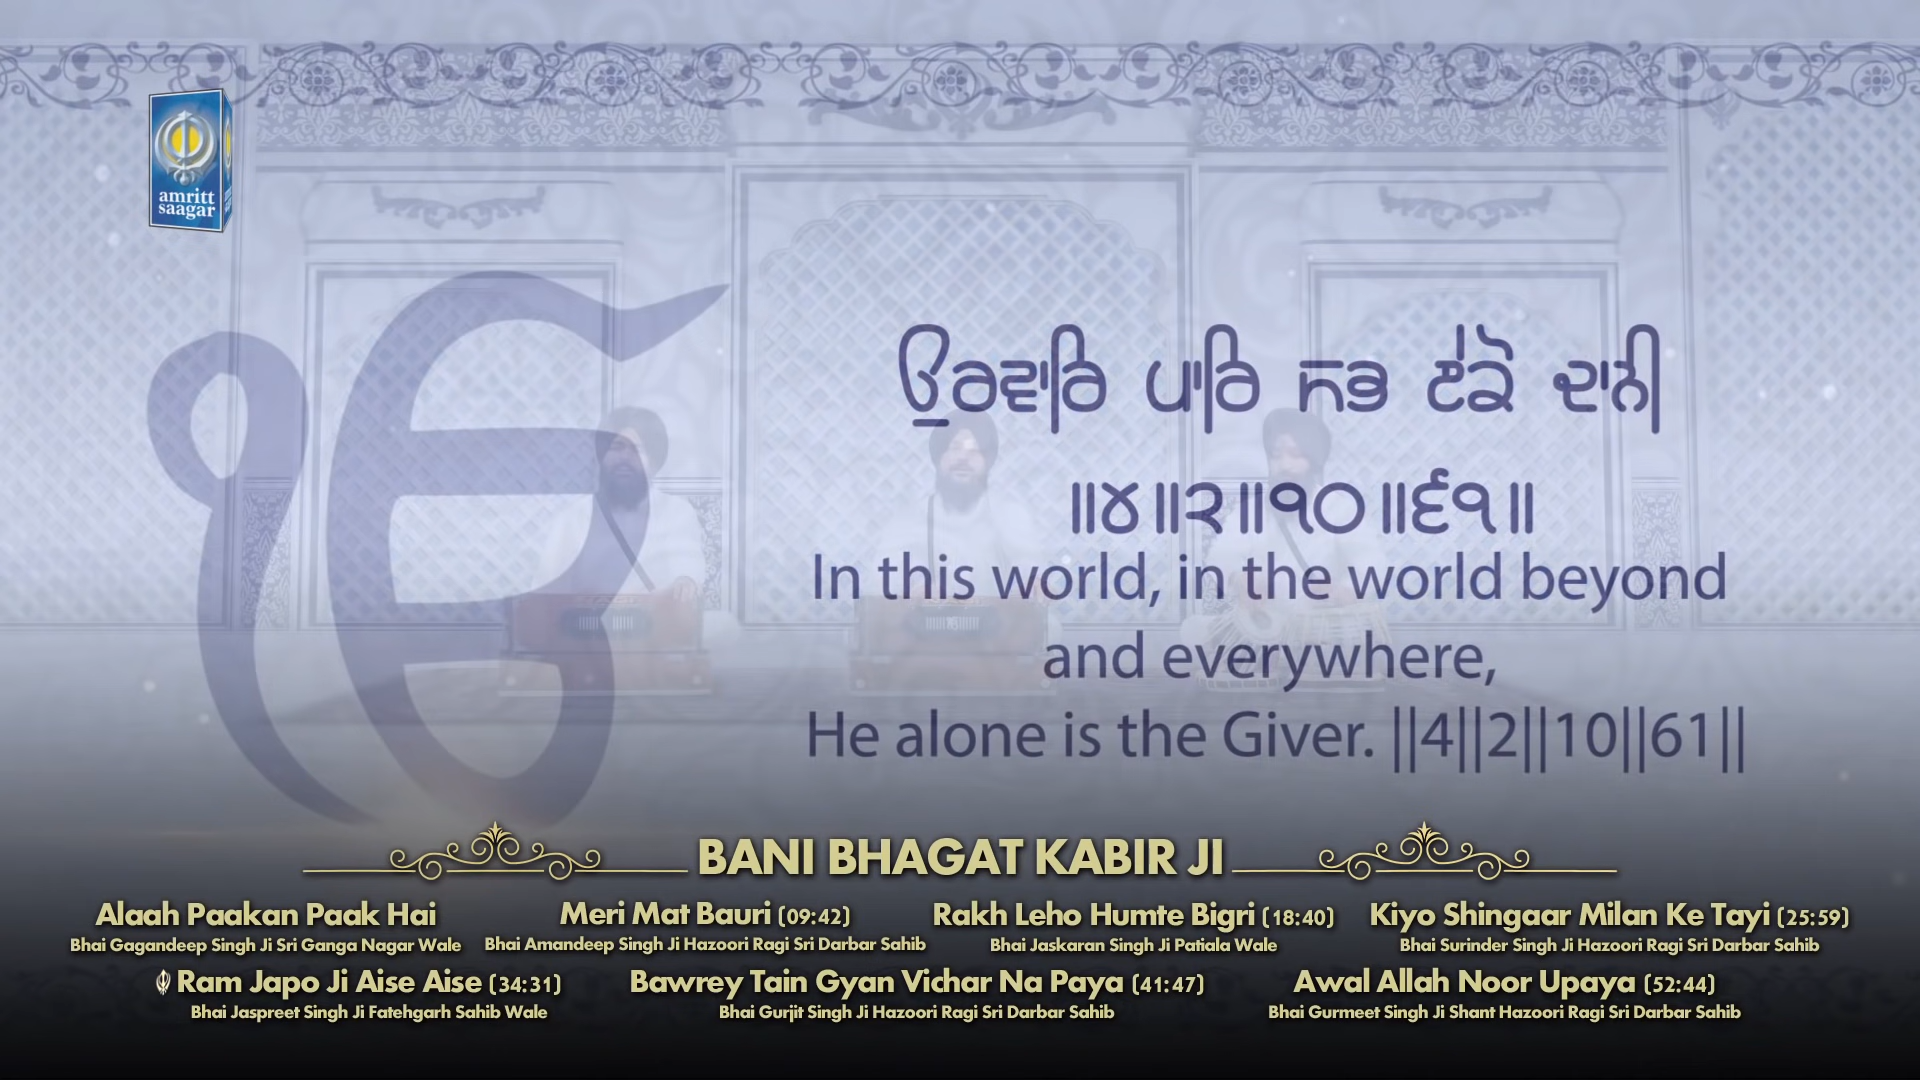 amritt
saagar
ੴ
ਉਰਵਾਰਿ ਪਾਰਿ ਸਭ ਏਕੋ ਦਾਨੀ
॥੪॥੨॥੧੦॥੬੧॥
In this world, in the world beyond
and everywhere,
He alone is the Giver. ||4||2||10||61||
BANI BHAGAT KABIR JI
Alaah Paakan Paak Hai
Bhai Gagandeep Singh Ji Sri Ganga Nagar Wale
Meri Mat Bauri (09:42)
Bhai Amandeep Singh Ji Hazoori Ragi Sri Darbar Sahib
Rakh Leho Humte Bigri (18:40)
Bhai Jaskaran Singh Ji Patiala Wale
Kiyo Shingaar Milan Ke Tayi (25:59)
Bhai Surinder Singh Ji Hazoori Ragi Sri Darbar Sahib
Ram Japo Ji Aise Aise (34:31)
Bhai Jaspreet Singh Ji Fatehgarh Sahib Wale
Bawrey Tain Gyan Vichar Na Paya (41:47)
Bhai Gurjit Singh Ji Hazoori Ragi Sri Darbar Sahib
Awal Allah Noor Upaya (52:44)
Bhai Gurmeet Singh Ji Shant Hazoori Ragi Sri Darbar Sahib